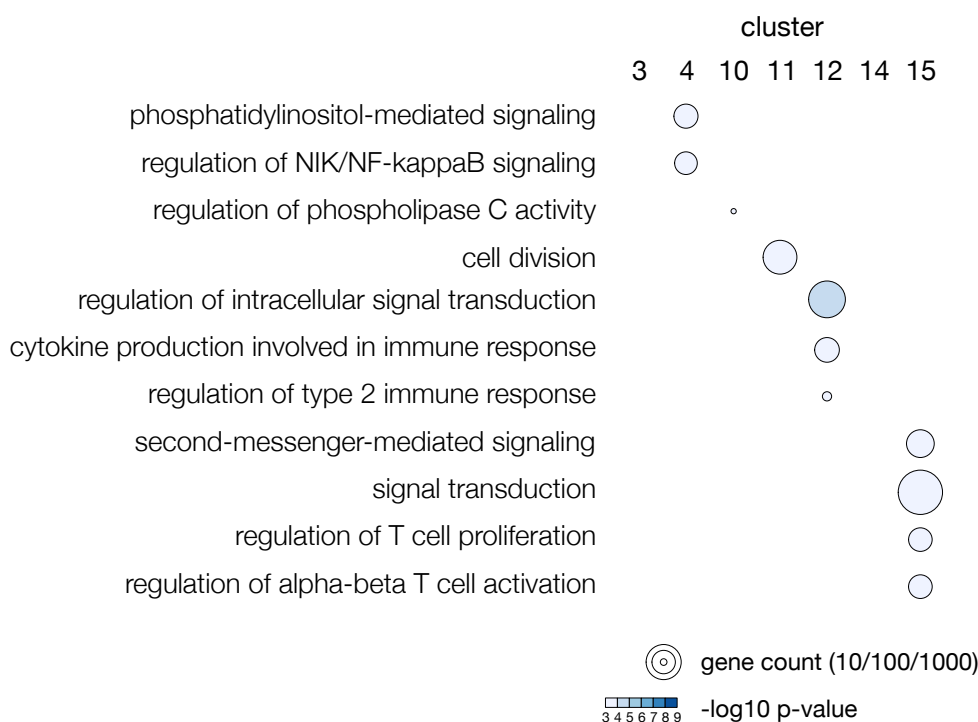 cluster
3 4 10 11 12 14 15
phosphatidylinositol-mediated signaling
regulation of NIK/NF-kappaB signaling
regulation of phospholipase C activity
cell division
regulation of intracellular signal transduction
cytokine production involved in immune response
regulation of type 2 immune response
second-messenger-mediated signaling
signal transduction
regulation of T cell proliferation
regulation of alpha-beta T cell activation
gene count (10/100/1000)
3 4 5 6 7 8 9 -log10 p-value